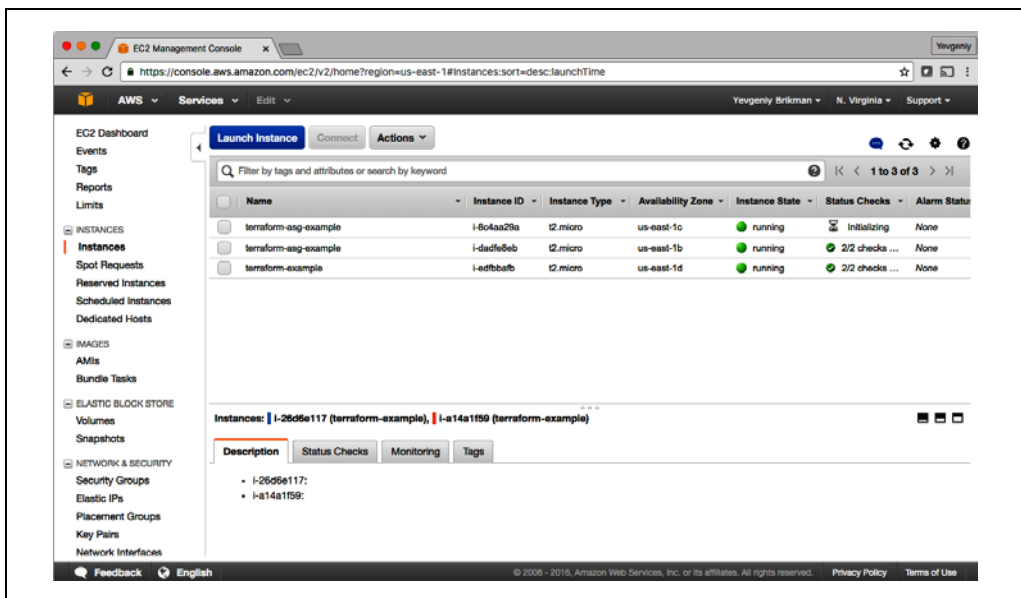 EC2 Management Console
Yevgeniy
https://console.aws.amazon.com/ec2/v2/home?region=us-east-1#Instances:sort=desc:launchTime
AWS Services Edit Yevgeniy Brikman N. Virginia Support
EC2 Dashboard
Events
Tags
Reports
Limits
INSTANCES
Instances
Spot Requests
Reserved Instances
Scheduled Instances
Dedicated Hosts
IMAGES
AMIs
Bundle Tasks
ELASTIC BLOCK STORE
Volumes
Snapshots
NETWORK & SECURITY
Security Groups
Elastic IPs
Placement Groups
Key Pairs
Network Interfaces
Launch Instance Connect Actions
Filter by tags and attributes or search by keyword 1 to 3 of 3
Name Instance ID Instance Type Availability Zone Instance State Status Checks Alarm Statu
terraform-asg-example i-8c4aa29a t2.micro us-east-1c running Initializing None
terraform-asg-example i-dadfe8eb t2.micro us-east-1b running 2/2 checks ... None
terraform-example i-edfbbafb t2.micro us-east-1d running 2/2 checks ... None
Instances: i-26d6e117 (terraform-example), i-a14a1f59 (terraform-example)
Description Status Checks Monitoring Tags
• i-26d6e117:
• i-a14a1f59:
Feedback English © 2008 - 2016, Amazon Web Services, Inc. or its affiliates. All rights reserved. Privacy Policy Terms of Use